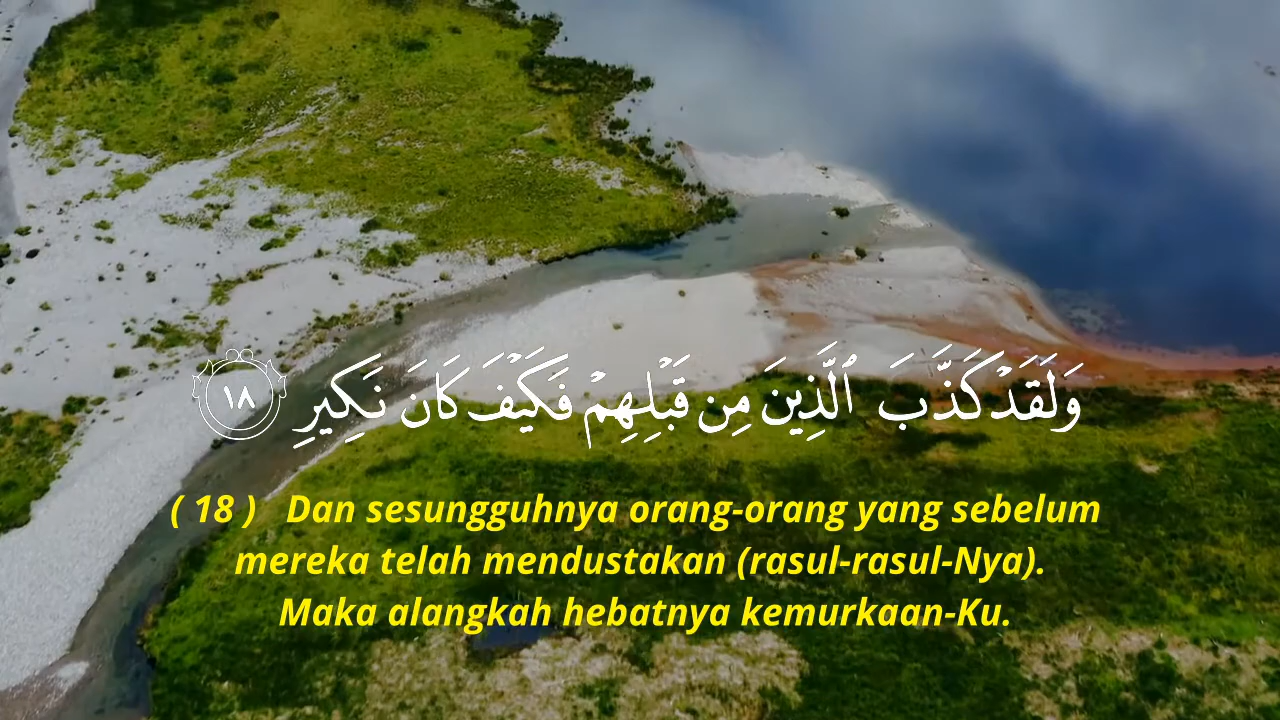 وَلَقَدْ كَذَّبَ ٱلَّذِينَ مِن قَبْلِهِمْ فَكَيْفَ كَانَ نَكِيرِ ١٨
( 18 ) Dan sesungguhnya orang-orang yang sebelum
mereka telah mendustakan (rasul-rasul-Nya).
Maka alangkah hebatnya kemurkaan-Ku.